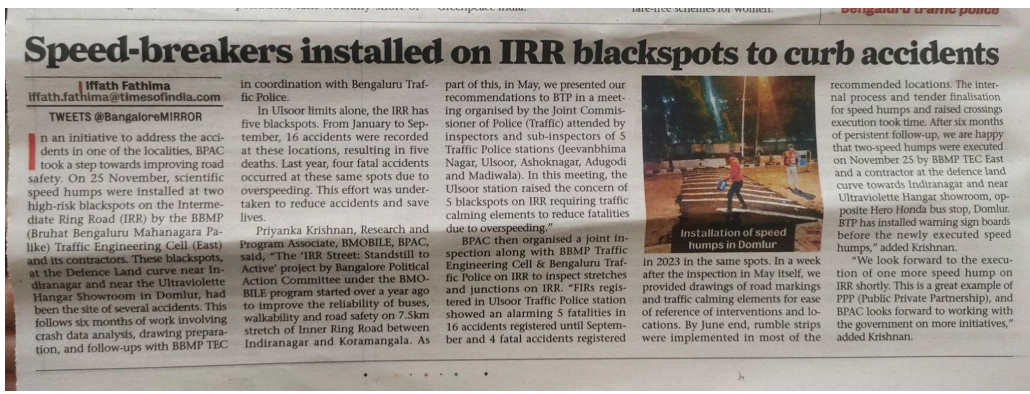 Greenpeace India.
fare-free schemes for women.
Bengaluru traffic police
Speed-breakers installed on IRR blackspots to curb accidents
Iffath Fathima
iffath.fathima@timesofindia.com
TWEETS @BangaloreMIRROR
In an initiative to address the acci-
dents in one of the localities, BPAC
took a step towards improving road
safety. On 25 November, scientific
speed humps were installed at two
high-risk blackspots on the Interme-
diate Ring Road (IRR) by the BBMP
(Bruhat Bengaluru Mahanagara Pa-
like) Traffic Engineering Cell (East)
and its contractors. These blackspots,
at the Defence Land curve near In-
diranagar and near the Ultraviolette
Hangar Showroom in Domlur, had
been the site of several accidents. This
follows six months of work involving
crash data analysis, drawing prepara-
tion, and follow-ups with BBMP TEC
in coordination with Bengaluru Traf-
fic Police.
In Ulsoor limits alone, the IRR has
five blackspots. From January to Sep-
tember, 16 accidents were recorded
at these locations, resulting in five
deaths. Last year, four fatal accidents
occurred at these same spots due to
overspeeding. This effort was under-
taken to reduce accidents and save
lives.
Priyanka Krishnan, Research and
Program Associate, BMOBILE, BPAC,
said, “The ‘IRR Street: Standstill to
Active’ project by Bangalore Political
Action Committee under the BMO-
BILE program started over a year ago
to improve the reliability of buses,
walkability and road safety on 7.5km
stretch of Inner Ring Road between
Indiranagar and Koramangala. As
part of this, in May, we presented our
recommendations to BTP in a meet-
ing organised by the Joint Commis-
sioner of Police (Traffic) attended by
inspectors and sub-inspectors of 5
Traffic Police stations (Jeevanbhima
Nagar, Ulsoor, Ashoknagar, Adugodi
and Madiwala). In this meeting, the
Ulsoor station raised the concern of
5 blackspots on IRR requiring traffic
calming elements to reduce fatalities
due to overspeeding.”
BPAC then organised a joint in-
spection along with BBMP Traffic
Engineering Cell & Bengaluru Traf-
fic Police on IRR to inspect stretches
and junctions on IRR. “FIRs regis-
tered in Ulsoor Traffic Police station
showed an alarming 5 fatalities in
16 accidents registered until Septem-
ber and 4 fatal accidents registered
Installation of speed
humps in Domlur
in 2023 in the same spots. In a week
after the inspection in May itself, we
provided drawings of road markings
and traffic calming elements for ease
of reference of interventions and lo-
cations. By June end, rumble strips
were implemented in most of the
recommended locations. The inter-
nal process and tender finalisation
for speed humps and raised crossings
execution took time. After six months
of persistent follow-up, we are happy
that two-speed humps were executed
on November 25 by BBMP TEC East
and a contractor at the defence land
curve towards Indiranagar and near
Ultraviolette Hangar showroom, op-
posite Hero Honda bus stop, Domlur.
BTP has installed warning sign boards
before the newly executed speed
humps,” added Krishnan.
“We look forward to the execu-
tion of one more speed hump on
IRR shortly. This is a great example of
PPP (Public Private Partnership), and
BPAC looks forward to working with
the government on more initiatives,”
added Krishnan.